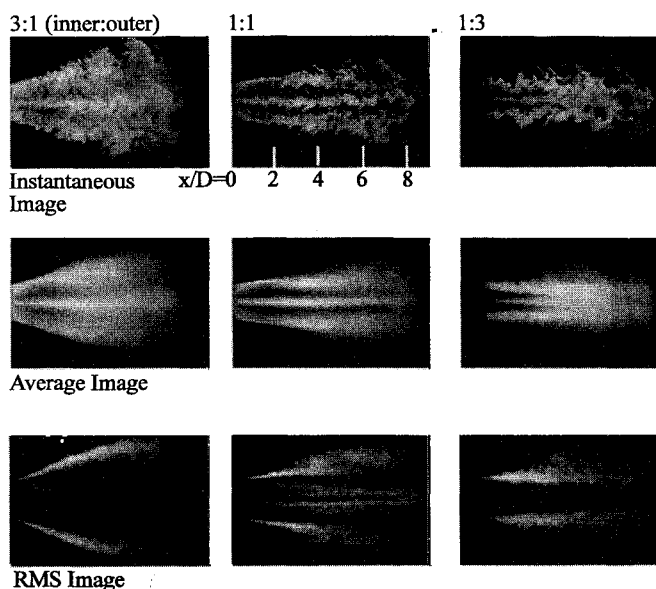 3:1 (inner:outer) 1:1 1:3
Instantaneous x/D=0 2 4 6 8
Image
Average Image
RMS Image